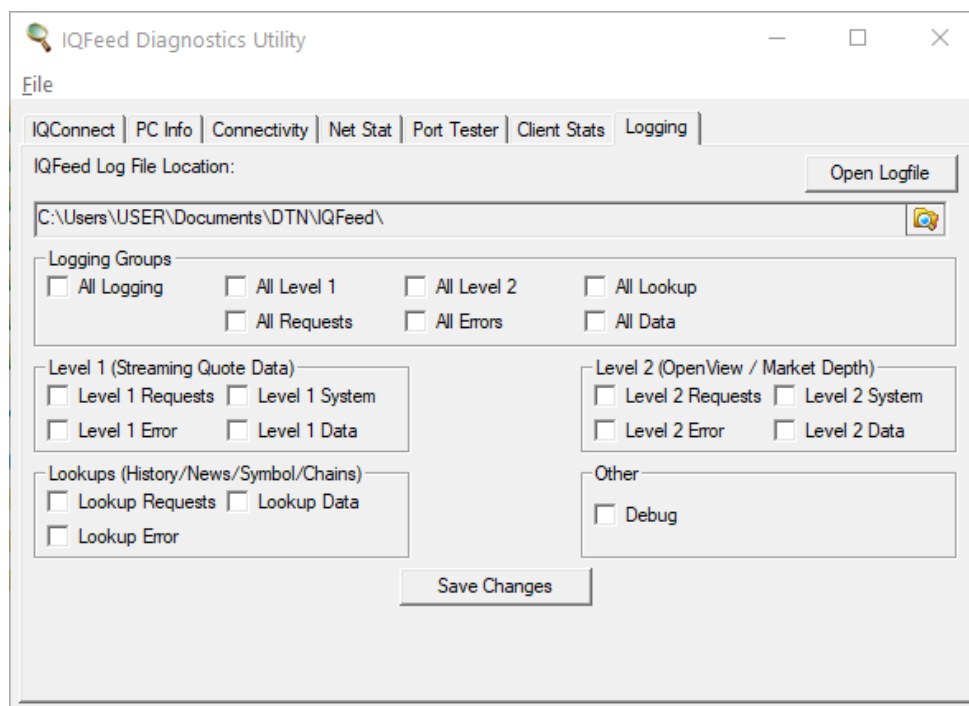 IQFeed Diagnostics Utility
File
IQConnect PC Info Connectivity Net Stat Port Tester Client Stats Logging
IQFeed Log File Location:
Open Logfile
C:\Users\USER\Documents\DTN\IQFeed\
Logging Groups
All Logging All Level 1 All Level 2 All Lookup
All Requests All Errors All Data
Level 1 (Streaming Quote Data)
Level 1 Requests Level 1 System
Level 1 Error Level 1 Data
Level 2 (OpenView / Market Depth)
Level 2 Requests Level 2 System
Level 2 Error Level 2 Data
Lookups (History/News/Symbol/Chains)
Lookup Requests Lookup Data
Lookup Error
Other
Debug
Save Changes